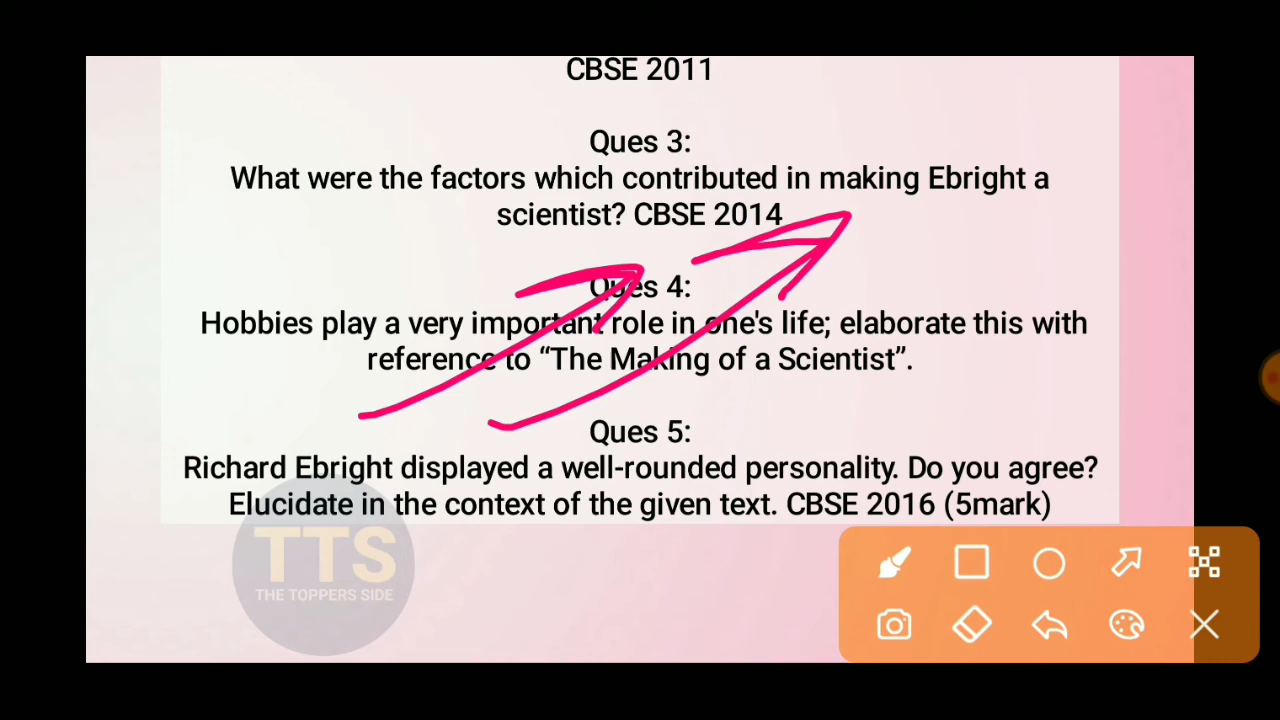 CBSE 2011
Ques 3:
What were the factors which contributed in making Ebright a
scientist? CBSE 2014
Ques 4:
Hobbies play a very important role in one's life; elaborate this with
reference to “The Making of a Scientist”.
Ques 5:
Richard Ebright displayed a well-rounded personality. Do you agree?
Elucidate in the context of the given text. CBSE 2016 (5mark)
TTS
THE TOPPERS SIDE